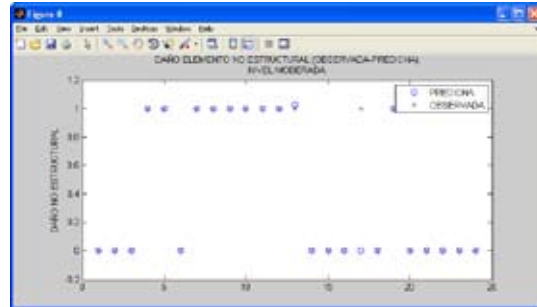 Figure 8
File Edit View Insert Tools Desktop Window Help
DAÑO ELEMENTO NO ESTRUCTURAL (OBSERVADA-PREDICHA)
NIVEL MODERADA
DAÑO NO ESTRUCTURAL
1.2
1
0.8
0.6
0.4
0.2
0
-0.2
0
5
10
15
20
25
OBSERVADA